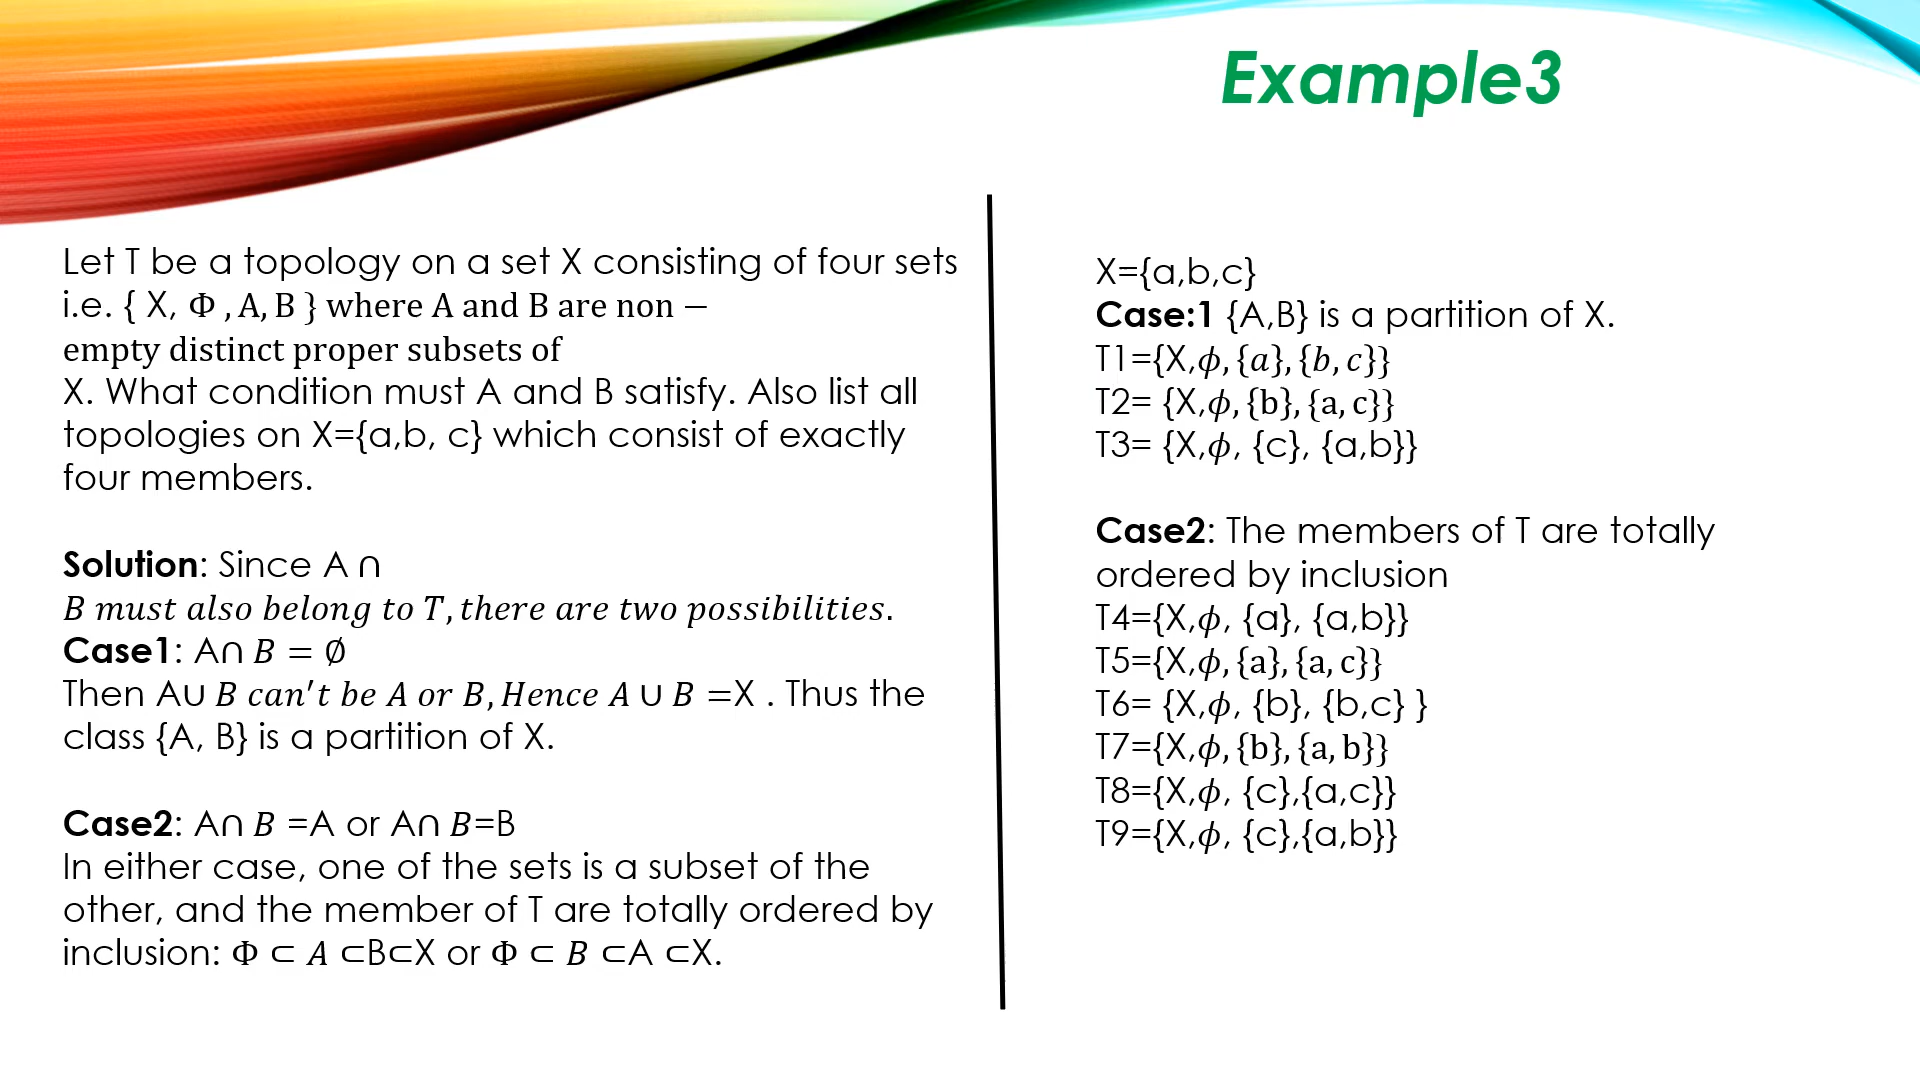 Example3
Let T be a topology on a set X consisting of four sets
i.e. { X, Φ , A, B } where A and B are non −
empty distinct proper subsets of
X. What condition must A and B satisfy. Also list all
topologies on X={a,b, c} which consist of exactly
four members.
Solution: Since A ∩
B must also belong to T, there are two possibilities.
Case1: A∩ B = ∅
Then A∪ B can't be A or B, Hence A ∪ B =X . Thus the
class {A, B} is a partition of X.
Case2: A∩ B =A or A∩ B=B
In either case, one of the sets is a subset of the
other, and the member of T are totally ordered by
inclusion: Φ ⊂ A ⊂B⊂X or Φ ⊂ B ⊂A ⊂X.
X={a,b,c}
Case:1 {A,B} is a partition of X.
T1={X,ϕ, {a}, {b, c}}
T2= {X,ϕ, {b}, {a, c}}
T3= {X,ϕ, {c}, {a,b}}
Case2: The members of T are totally
ordered by inclusion
T4={X,ϕ, {a}, {a,b}}
T5={X,ϕ, {a}, {a, c}}
T6= {X,ϕ, {b}, {b,c} }
T7={X,ϕ, {b}, {a, b}}
T8={X,ϕ, {c},{a,c}}
T9={X,ϕ, {c},{a,b}}